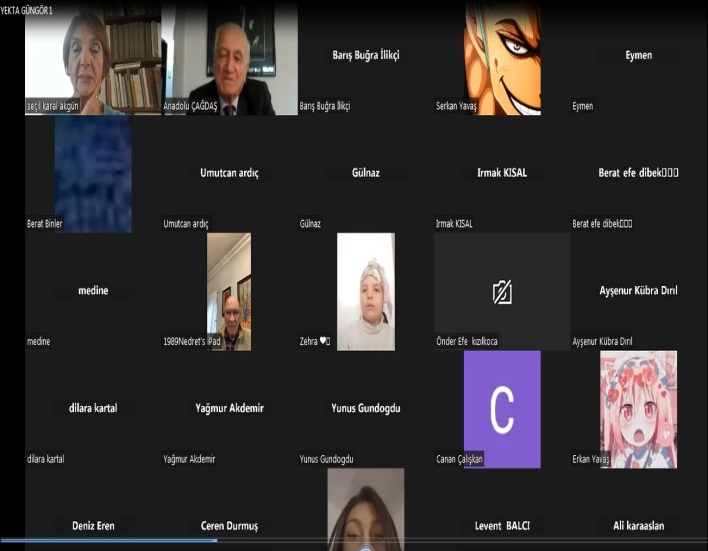 YEKTA GÜNGÖR 1
seçil karal akgün
Anadolu ÇAĞDAŞ
Barış Buğra İlikçi
Barış Buğra İlikçi
Serkan Yavaş
Eymen
Eymen
Berat Binler
Umutcan ardıç
Umutcan ardıç
Gülnaz
Gülnaz
Irmak KISAL
Irmak KISAL
Berat efe dibek
Berat efe dibek
medine
medine
1989Nedret's iPad
Zehra ♥
Önder Efe kızılkoca
Ayşenur Kübra Dırıl
Ayşenur Kübra Dırıl
dilara kartal
dilara kartal
Yağmur Akdemir
Yağmur Akdemir
Yunus Gundogdu
Yunus Gundogdu
C
Canan Çalışkan
Erkan Yavaş
Deniz Eren
Ceren Durmuş
Levent BALCI
Ali karaaslan